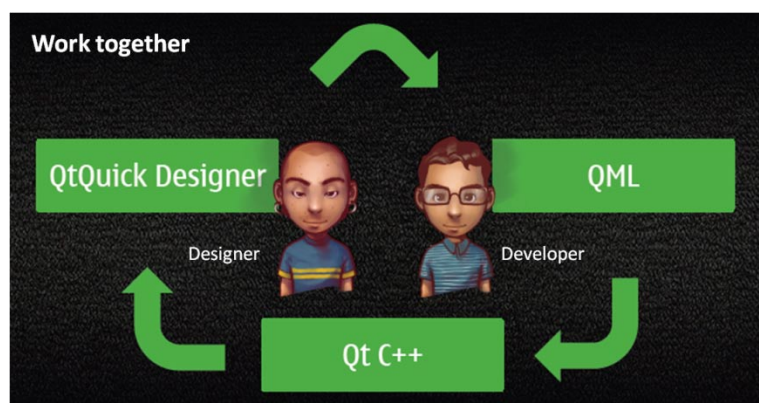 Work together
QtQuick Designer
QML
Designer
Developer
Qt C++